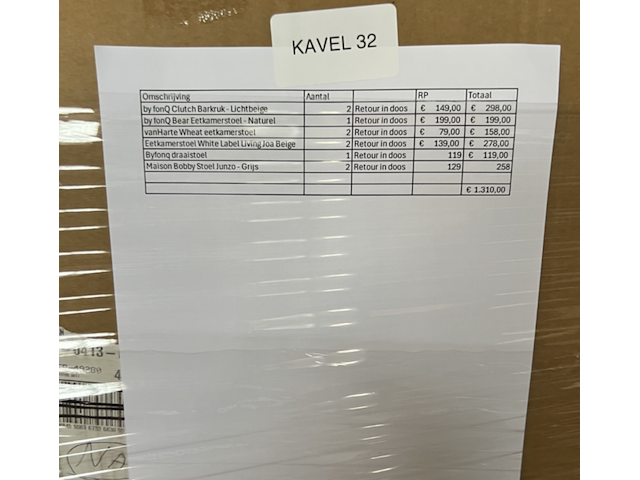 KAVEL 32
Omschrijving Aantal RP Totaal
by fonQ Clutch Barkruk - Lichtbeige 2 Retour in doos € 149,00 € 298,00
by fonQ Bear Eetkamerstoel - Naturel 1 Retour in doos € 199,00 € 199,00
vanHarte Wheat eetkamerstoel 2 Retour in doos € 79,00 € 158,00
Eetkamerstoel White Label Living Joa Beige 2 Retour in doos € 139,00 € 278,00
Byfonq draaistoel 1 Retour in doos 119 € 119,00
Maison Bobby Stoel Junzo - Grijs 2 Retour in doos 129 258
€ 1.310,00